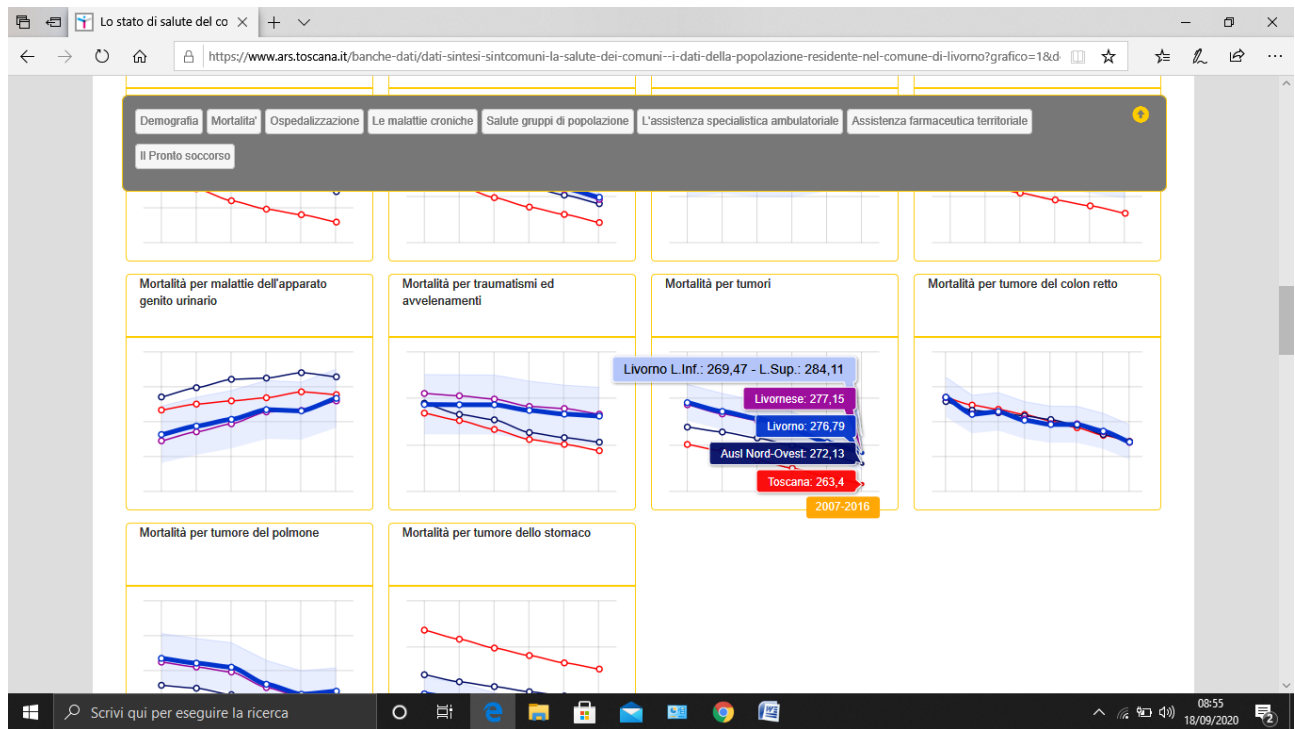 Lo stato di salute del co
https://www.ars.toscana.it/banche-dati/dati-sintesi-sintcomuni-la-salute-dei-comuni--i-dati-della-popolazione-residente-nel-comune-di-livorno?grafico=1&d
Demografia Mortalita' Ospedalizzazione Le malattie croniche Salute gruppi di popolazione L'assistenza specialistica ambulatoriale Assistenza farmaceutica territoriale
Il Pronto soccorso
Mortalità per malattie dell'apparato
genito urinario
Mortalità per traumatismi ed
avvelenamenti
Mortalità per tumori
Mortalità per tumore del colon retto
Livorno L.Inf.: 269,47 - L.Sup.: 284,11
Livornese: 277,15
Livorno: 276,79
Ausl Nord-Ovest: 272,13
Toscana: 263,4
2007-2016
Mortalità per tumore del polmone
Mortalità per tumore dello stomaco
Scrivi qui per eseguire la ricerca
08:55
18/09/2020
2